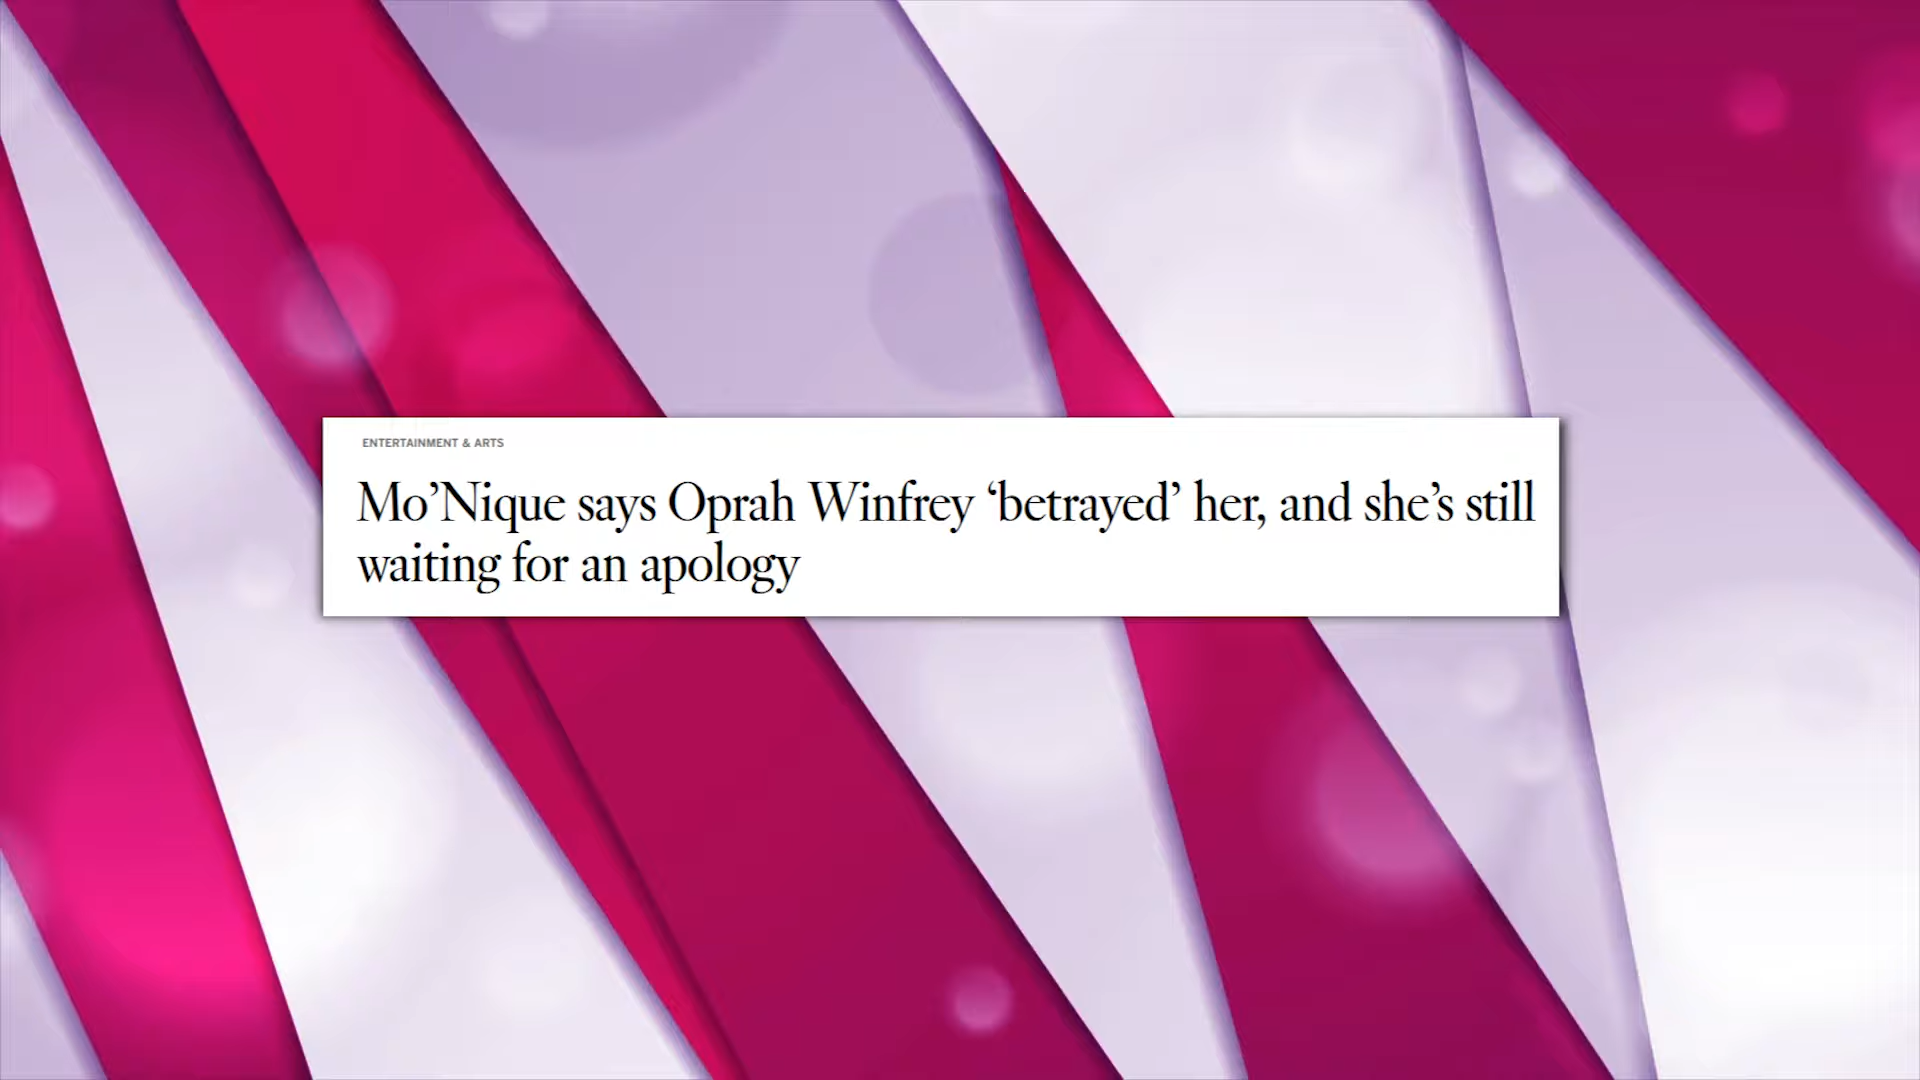 ENTERTAINMENT & ARTS
Mo’Nique says Oprah Winfrey ‘betrayed’ her, and she’s still
waiting for an apology